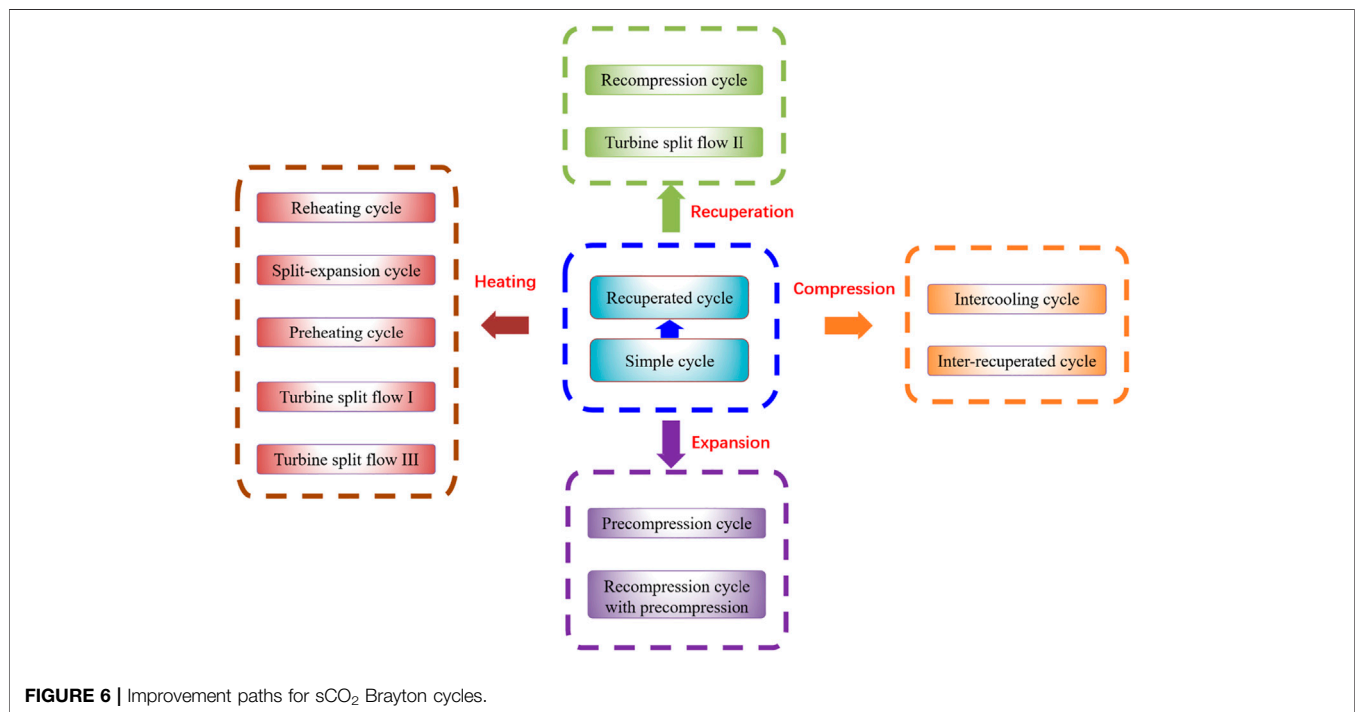 Recompression cycle
Turbine split flow II
Recuperation
Reheating cycle
Split-expansion cycle
Preheating cycle
Turbine split flow I
Turbine split flow III
Heating
Recuperated cycle
Simple cycle
Compression
Intercooling cycle
Inter-recuperated cycle
Expansion
Precompression cycle
Recompression cycle
with precompression
FIGURE 6 | Improvement paths for sCO₂ Brayton cycles.